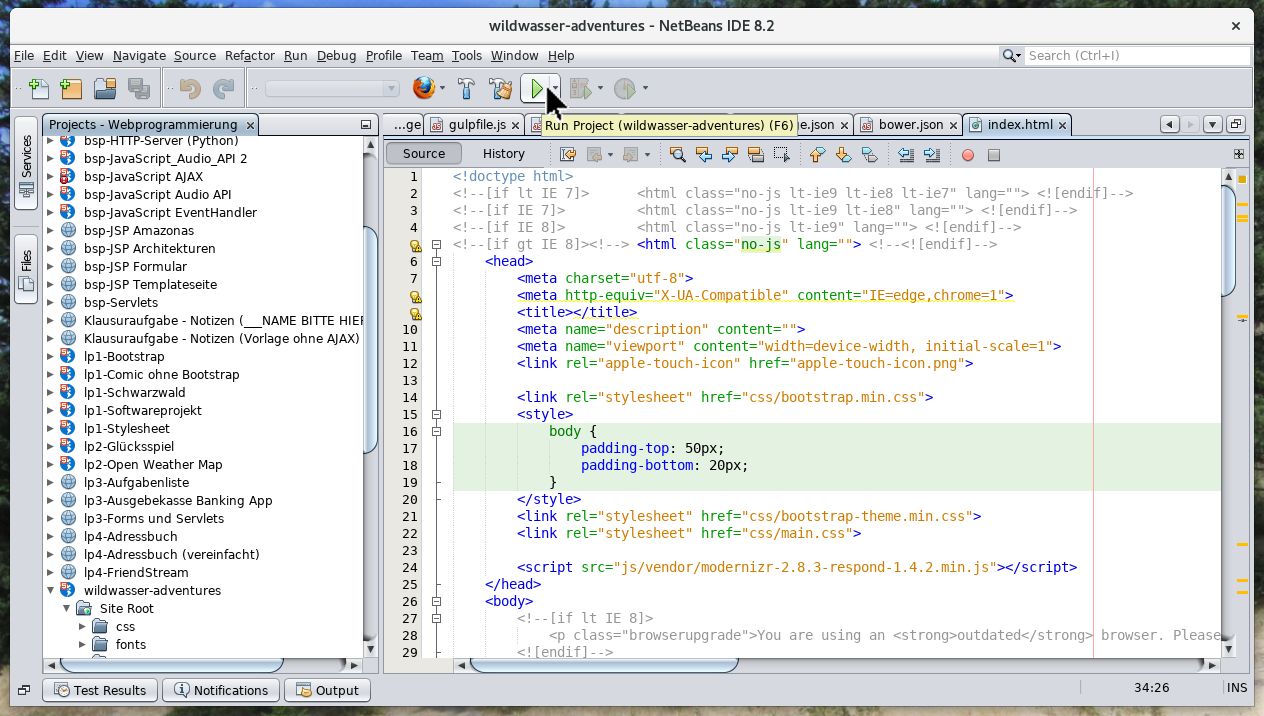 wildwasser-adventures - NetBeans IDE 8.2
File Edit View Navigate Source Refactor Run Debug Profile Team Tools Window Help
Search (Ctrl+I)
Projects - Webprogrammierung
...ge gulpfile.js e.json bower.json index.html
Run Project (wildwasser-adventures) (F6)
Source History
Services
Files
bsp-HTTP-Server (Python)
bsp-JavaScript_Audio_API 2
bsp-JavaScript AJAX
bsp-JavaScript Audio API
bsp-JavaScript EventHandler
bsp-JSP Amazonas
bsp-JSP Architekturen
bsp-JSP Formular
bsp-JSP Templateseite
bsp-Servlets
Klausuraufgabe - Notizen (___NAME BITTE HIER
Klausuraufgabe - Notizen (Vorlage ohne AJAX)
lp1-Bootstrap
lp1-Comic ohne Bootstrap
lp1-Schwarzwald
lp1-Softwareprojekt
lp1-Stylesheet
lp2-Glücksspiel
lp2-Open Weather Map
lp3-Aufgabenliste
lp3-Ausgebekasse Banking App
lp3-Forms und Servlets
lp4-Adressbuch
lp4-Adressbuch (vereinfacht)
lp4-FriendStream
wildwasser-adventures
Site Root
css
fonts
1 <!doctype html>
2 <!--[if lt IE 7]>      <html class="no-js lt-ie9 lt-ie8 lt-ie7" lang=""> <![endif]-->
3 <!--[if IE 7]>         <html class="no-js lt-ie9 lt-ie8" lang=""> <![endif]-->
4 <!--[if IE 8]>         <html class="no-js lt-ie9" lang=""> <![endif]-->
<!--[if gt IE 8]><!--> <html class="no-js" lang=""> <!--<![endif]-->
6 <head>
7 <meta charset="utf-8">
<meta http-equiv="X-UA-Compatible" content="IE=edge,chrome=1">
<title></title>
10 <meta name="description" content="">
11 <meta name="viewport" content="width=device-width, initial-scale=1">
12 <link rel="apple-touch-icon" href="apple-touch-icon.png">
13
14 <link rel="stylesheet" href="css/bootstrap.min.css">
15 <style>
16 body {
17 padding-top: 50px;
18 padding-bottom: 20px;
19 }
20 </style>
21 <link rel="stylesheet" href="css/bootstrap-theme.min.css">
22 <link rel="stylesheet" href="css/main.css">
23
24 <script src="js/vendor/modernizr-2.8.3-respond-1.4.2.min.js"></script>
25 </head>
26 <body>
27 <!--[if lt IE 8]>
28 <p class="browserupgrade">You are using an <strong>outdated</strong> browser. Please
29 <![endif]-->
Test Results Notifications Output
34:26 INS